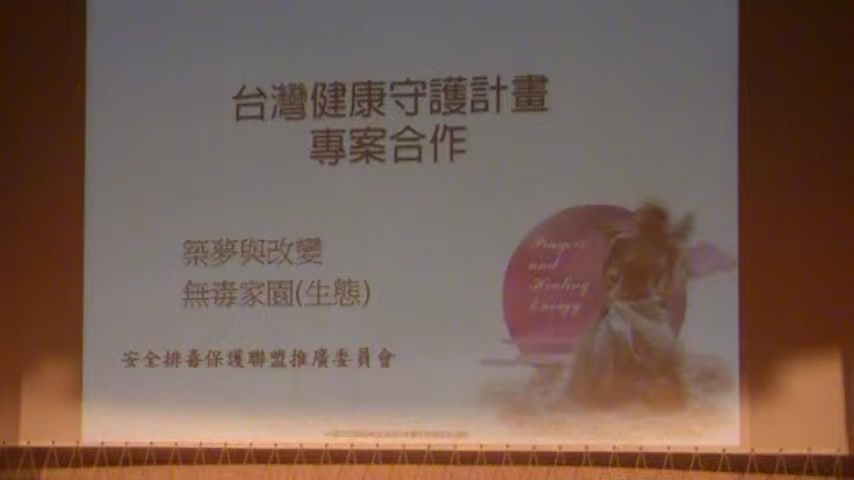 台灣健康守護計畫
專案合作
築夢與改變
無毒家園(生態)
Prayers
and
Healing
Energy
安全排毒保護聯盟推廣委員會